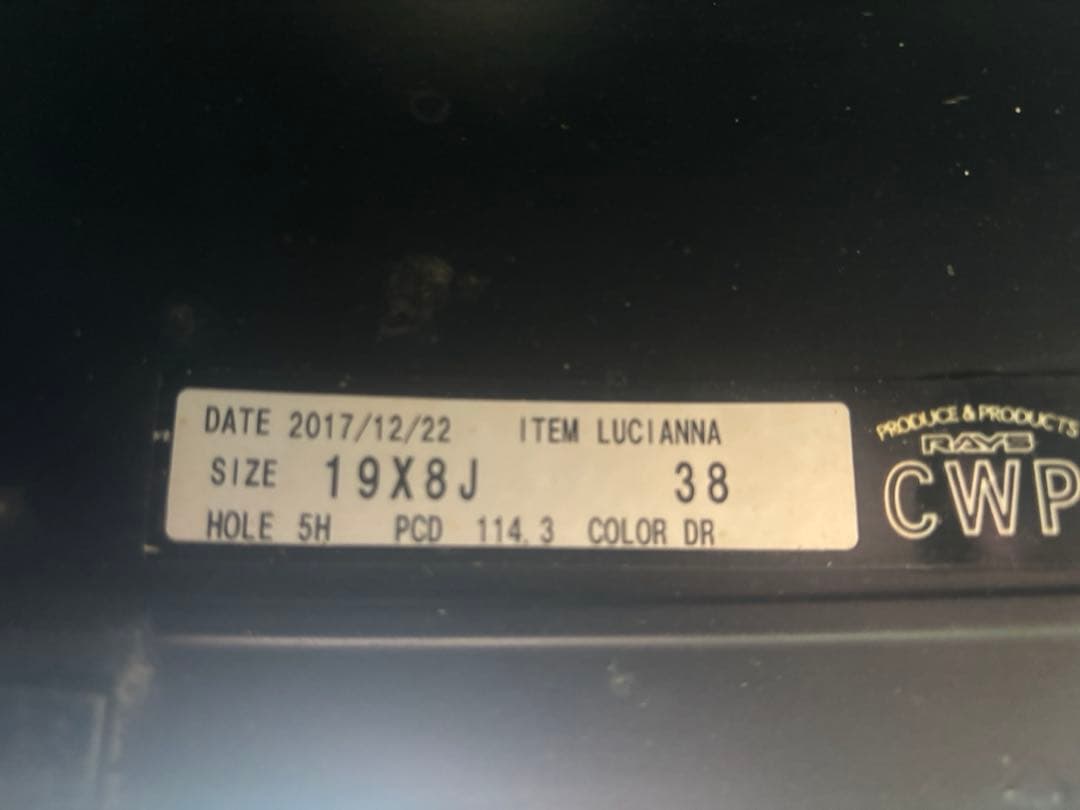 DATE 2017/12/22 ITEM LUCIANNA
SIZE 19X8J 38
HOLE 5H PCD 114.3 COLOR DR
PRODUCE & PRODUCTS
RAYS
CWP